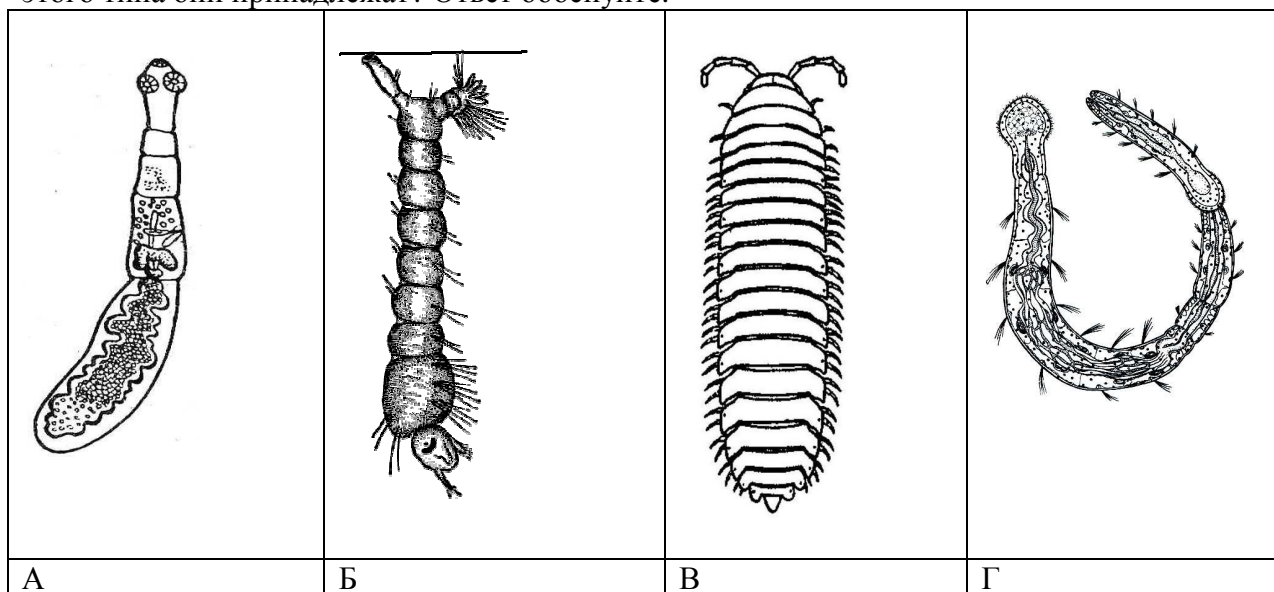 этого типа они принадлежат? Ответ обоснуйте.
А
Б
В
Г